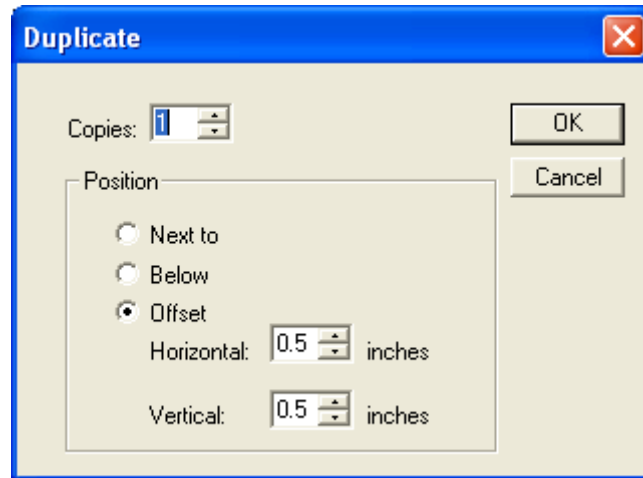 Duplicate
Copies: 1
OK
Position
Cancel
Next to
Below
Offset
Horizontal: 0.5 inches
Vertical: 0.5 inches